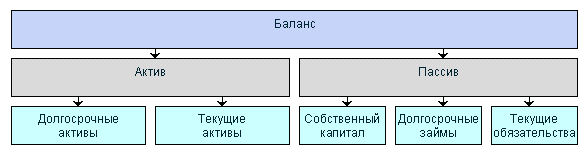 Баланс
Актив
Пассив
Долгосрочные
активы
Текущие
активы
Собственный
капитал
Долгосрочные
займы
Текущие
обязательства